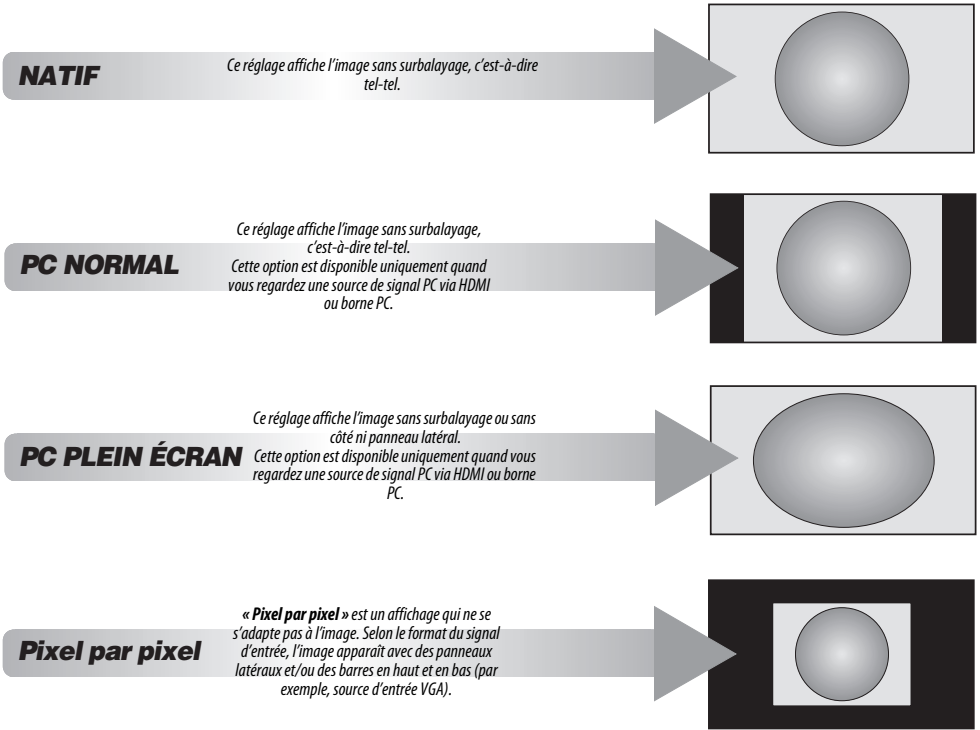 NATIF
Ce réglage affiche l'image sans surbalayage, c'est-à-dire
tel-tel.
PC NORMAL
Ce réglage affiche l'image sans surbalayage,
c'est-à-dire tel-tel.
Cette option est disponible uniquement quand
vous regardez une source de signal PC via HDMI
ou borne PC.
PC PLEIN ÉCRAN
Ce réglage affiche l'image sans surbalayage ou sans
côté ni panneau latéral.
Cette option est disponible uniquement quand vous
regardez une source de signal PC via HDMI ou borne
PC.
Pixel par pixel
« Pixel par pixel » est un affichage qui ne se
s'adapte pas à l'image. Selon le format du signal
d'entrée, l'image apparaît avec des panneaux
latéraux et/ou des barres en haut et en bas (par
exemple, source d'entrée VGA).